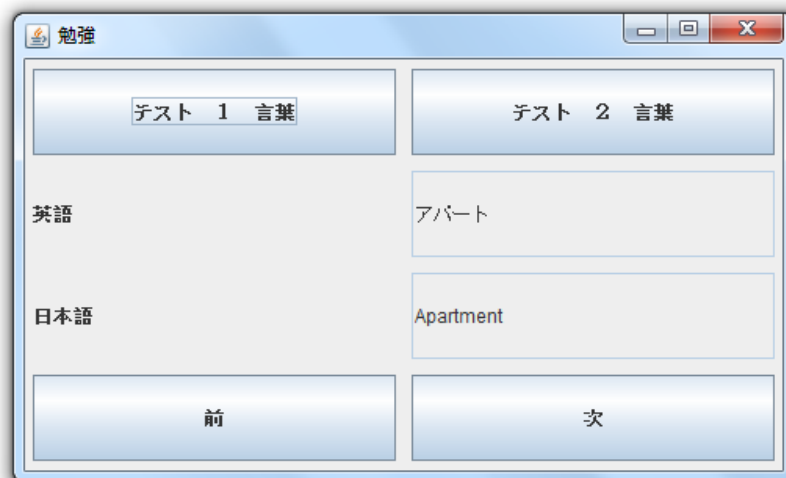 勉強
テスト　１　言葉
テスト　２　言葉
英語
アパート
日本語
Apartment
前
次